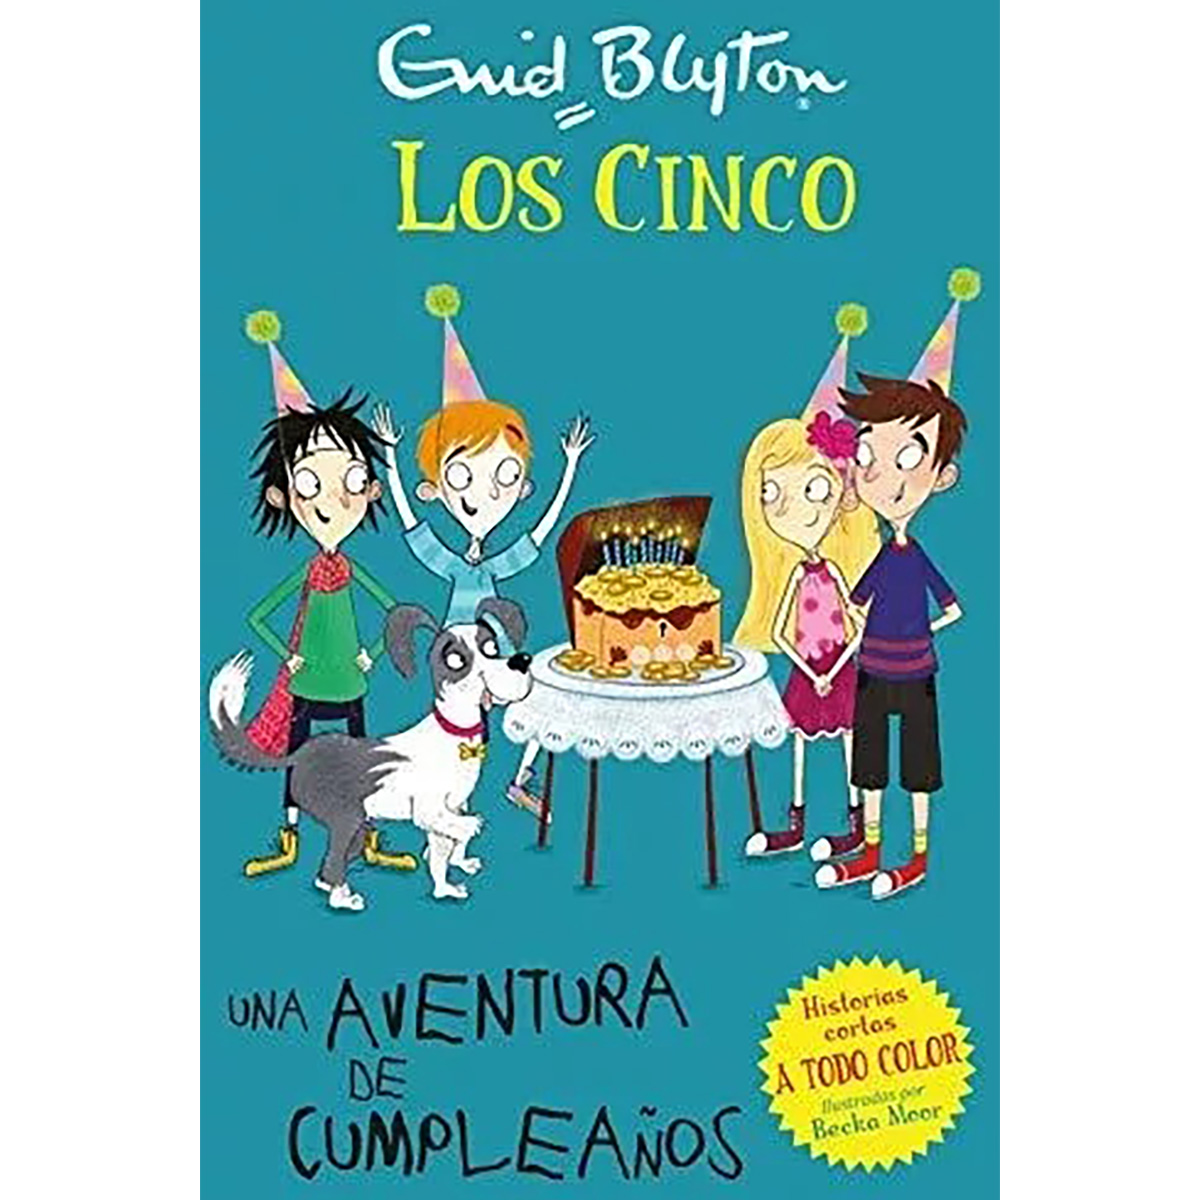 Enid Blyton®
LOS CINCO
UNA AVENTURA
DE
CUMPLEAÑOS
Historias
cortas
A TODO COLOR
Ilustradas por
Becka Moor